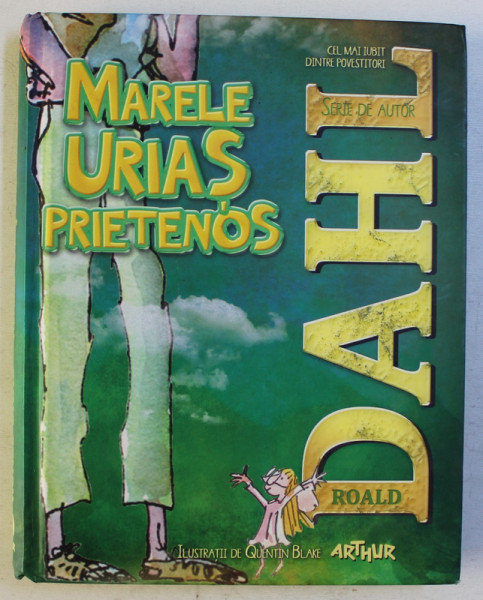 CEL MAI IUBIT
DINTRE POVESTITORI
SERIE DE AUTOR
MARELE
URIAȘ
PRIETENOS
ROALD
DAHL
ILUSTRAȚII DE QUENTIN BLAKE
ARTHUR